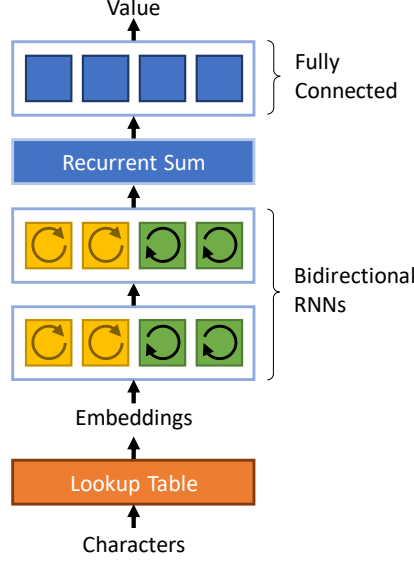 Value
Fully
Connected
Recurrent Sum
Bidirectional
RNNs
Embeddings
Lookup Table
Characters